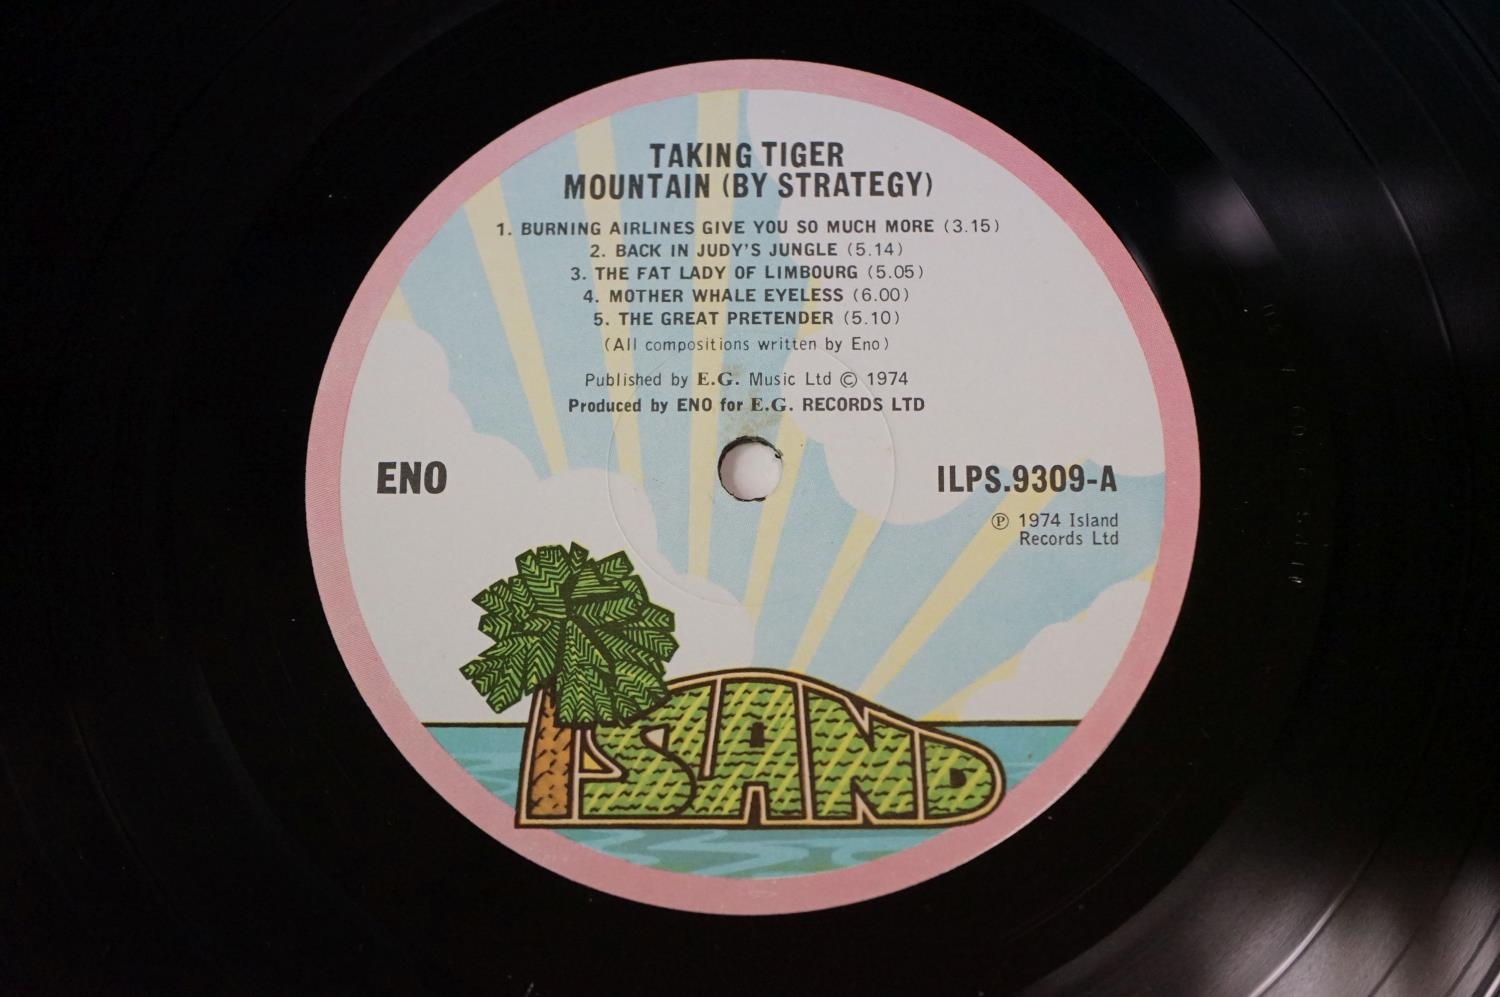 TAKING TIGER
MOUNTAIN (BY STRATEGY)
1. BURNING AIRLINES GIVE YOU SO MUCH MORE (3.15)
2. BACK IN JUDY'S JUNGLE (5.14)
3. THE FAT LADY OF LIMBOURG (5.05)
4. MOTHER WHALE EYELESS (6.00)
5. THE GREAT PRETENDER (5.10)
(All compositions written by Eno)
Published by E.G. Music Ltd © 1974
Produced by ENO for E.G. RECORDS LTD
ENO
ILPS.9309-A
℗ 1974 Island
Records Ltd
ISLAND